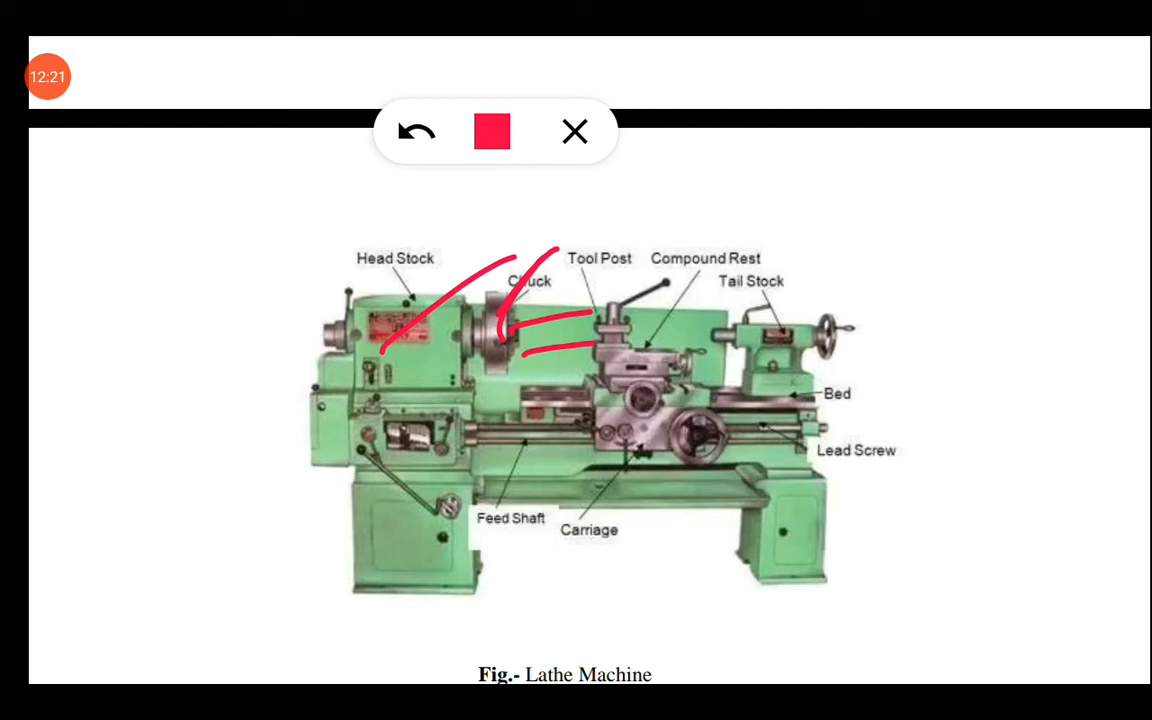 12:21
Head Stock
Chuck
Tool Post
Compound Rest
Tail Stock
Bed
Lead Screw
Feed Shaft
Carriage
Fig.- Lathe Machine